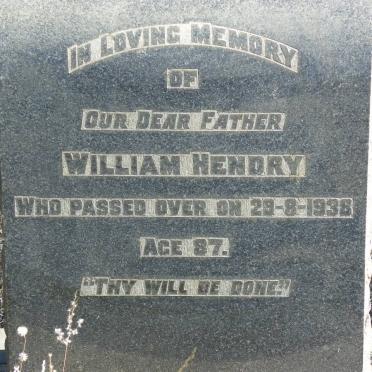 IN LOVING MEMORY
OF
OUR DEAR FATHER
WILLIAM HENDRY
WHO PASSED OVER ON 29-8-1936
AGE 87.
"THY WILL BE DONE."